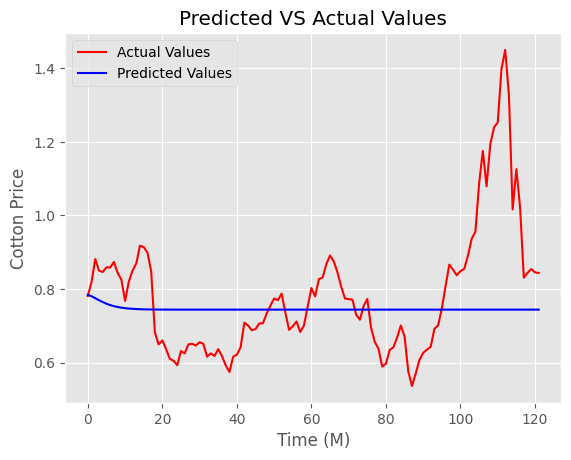 Predicted VS Actual Values
Actual Values
Predicted Values
Cotton Price
1.4
1.2
1.0
0.8
0.6
0 20 40 60 80 100 120
Time (M)